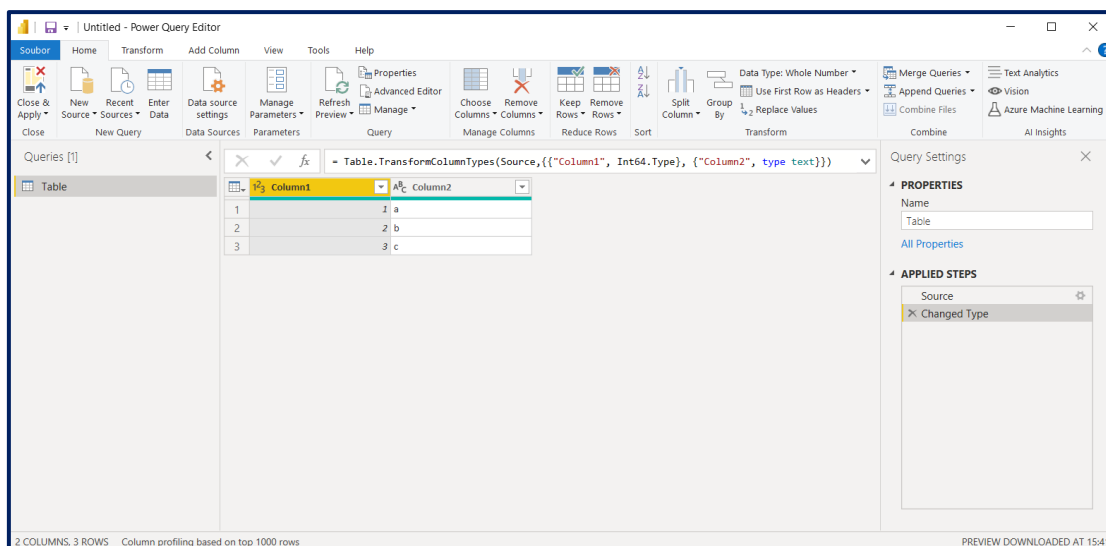 Untitled - Power Query Editor
Soubor Home Transform Add Column View Tools Help
Close & Apply
New Source
Recent Sources
Enter Data
Data source settings
Manage Parameters
Refresh Preview
Properties
Advanced Editor
Manage
Choose Columns
Remove Columns
Keep Rows
Remove Rows
Split Column
Group By
Data Type: Whole Number
Use First Row as Headers
Replace Values
Merge Queries
Append Queries
Combine Files
Text Analytics
Vision
Azure Machine Learning
Close New Query Data Sources Parameters Query Manage Columns Reduce Rows Sort Transform Combine AI Insights
Queries [1]
Table
fx = Table.TransformColumnTypes(Source,{{"Column1", Int64.Type}, {"Column2", type text}})
123 Column1 ABC Column2
1 1 a
2 2 b
3 3 c
Query Settings
PROPERTIES
Name
Table
All Properties
APPLIED STEPS
Source
Changed Type
2 COLUMNS, 3 ROWS Column profiling based on top 1000 rows PREVIEW DOWNLOADED AT 15:4